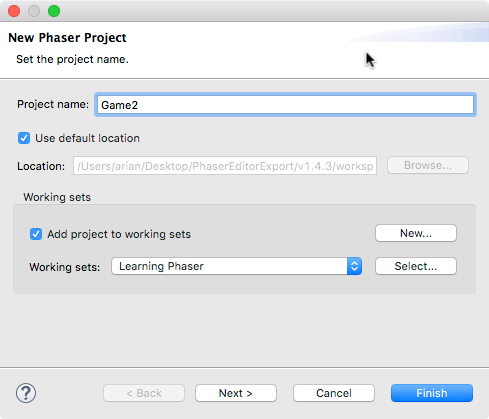 New Phaser Project
Set the project name.
Project name: Game2
Use default location
Location: /Users/arian/Desktop/PhaserEditorExport/v1.4.3/worksp Browse...
Working sets
Add project to working sets New...
Working sets: Learning Phaser Select...
? < Back Next > Cancel Finish